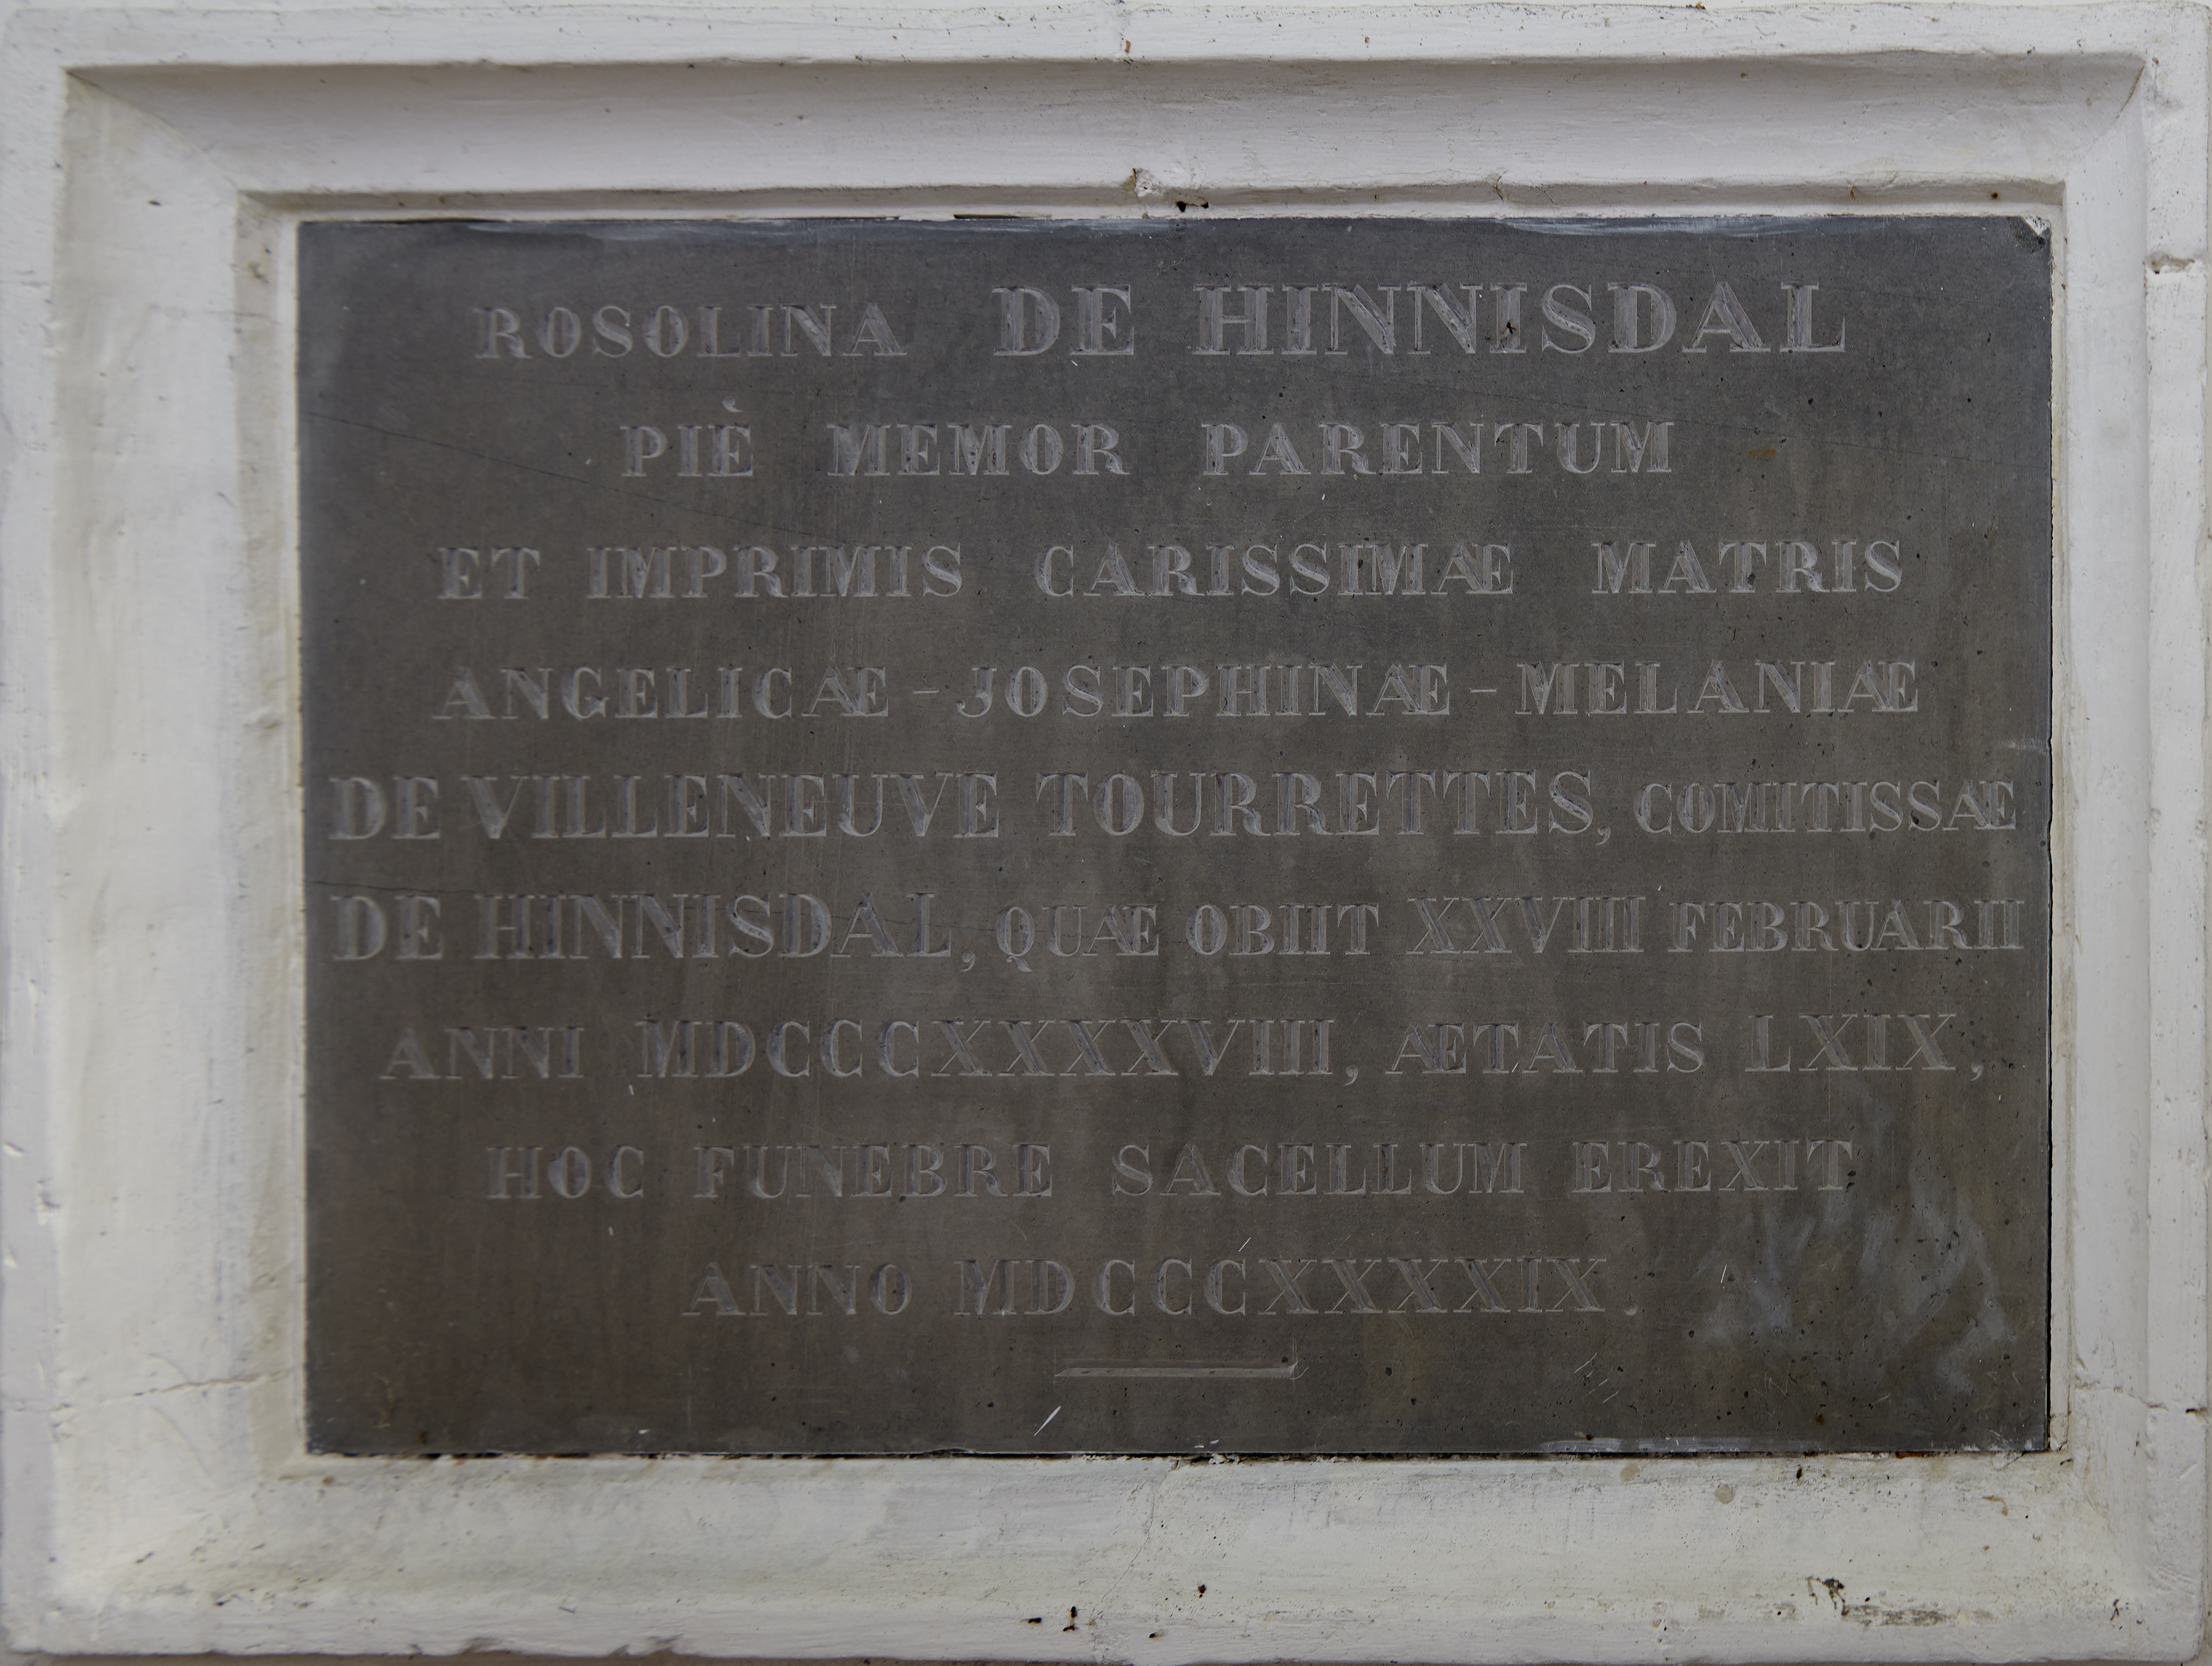 ROSOLINA DE HINNISDAL
PIÈ MEMOR PARENTUM
ET IMPRIMIS CARISSIMÆ MATRIS
ANGELICÆ - JOSEPHINÆ - MELANIÆ
DE VILLENEUVE TOURRETTES, COMITISSÆ
DE HINNISDAL, QUÆ OBIIT XXVIII FEBRUARII
ANNI MDCCCXXXXVIII, ÆTATIS LXIX,
HOC FUNEBRE SACELLUM EREXIT
ANNO MDCCCXXXXIX.